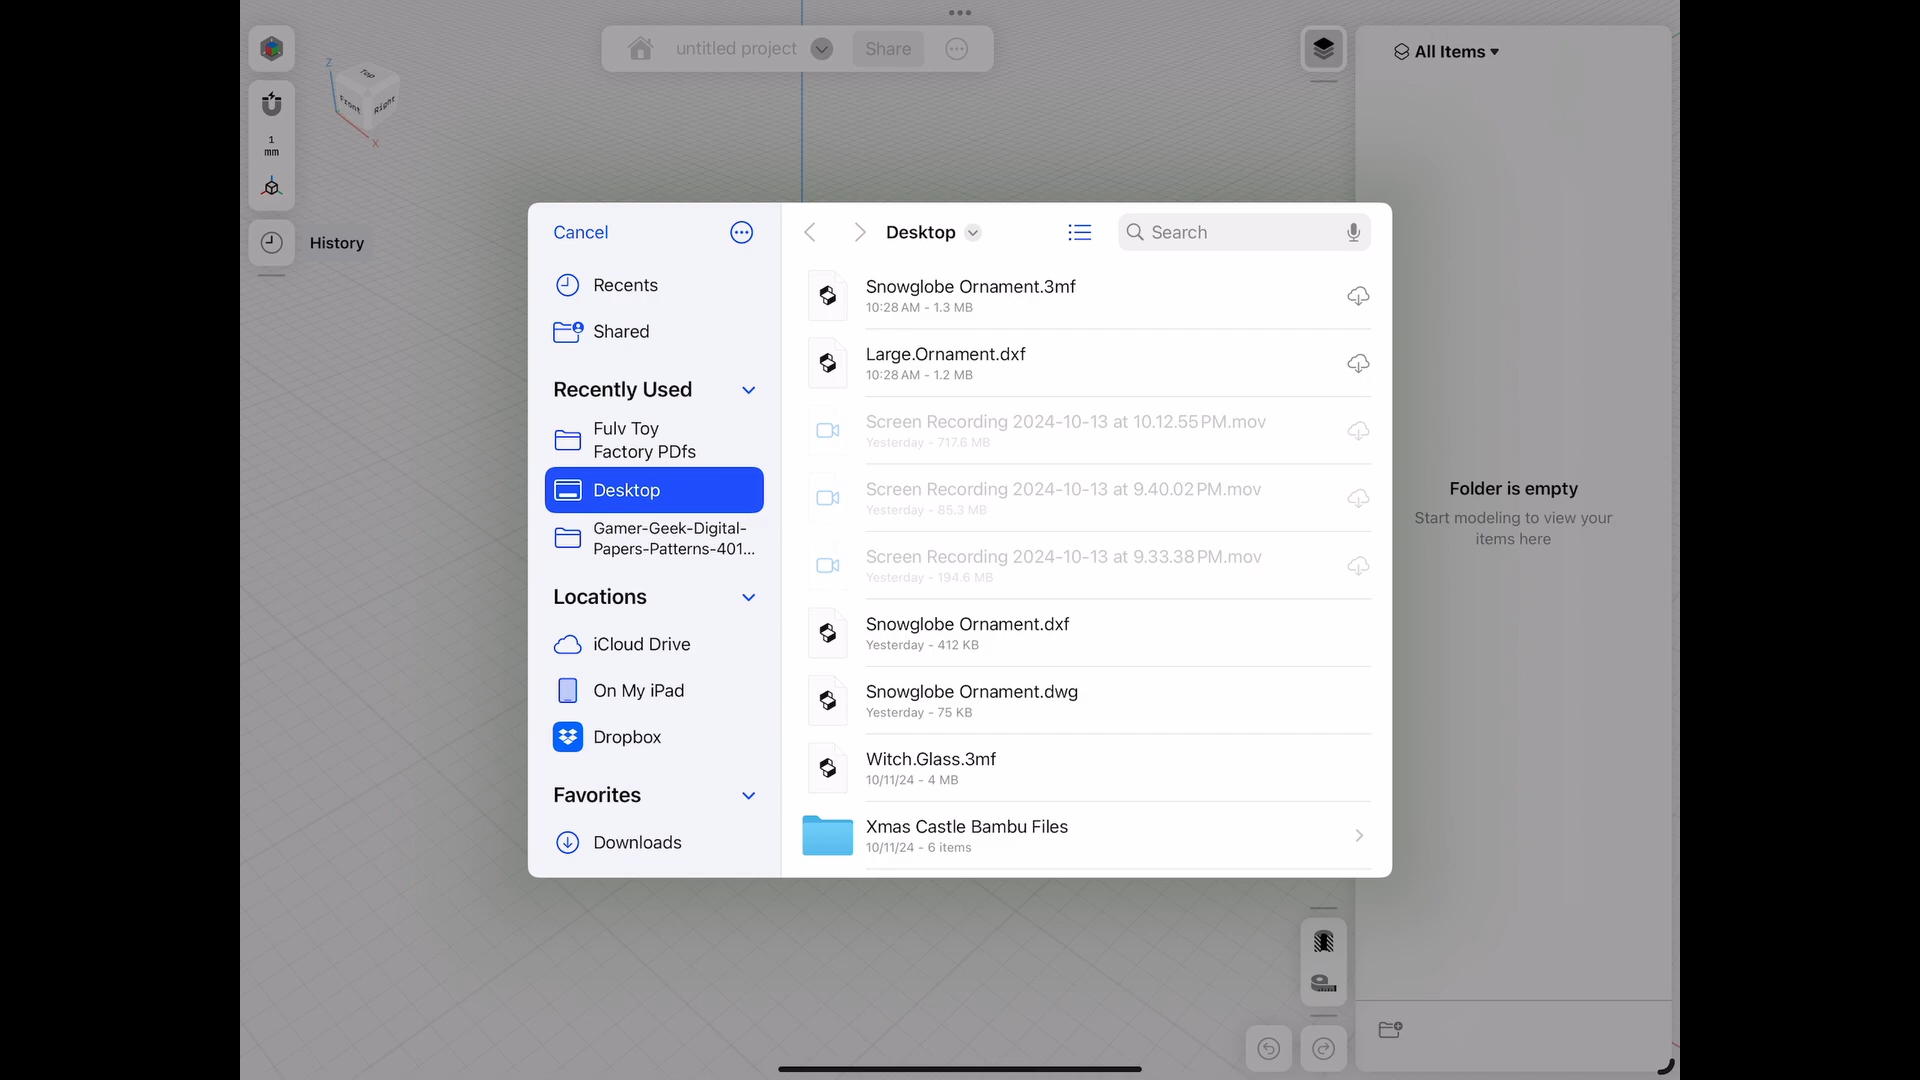 untitled project
Share
All Items
Z
Top
Front
Right
X
1
mm
History
Cancel
Recents
Shared
Recently Used
Fulv Toy
Factory PDfs
Desktop
Gamer-Geek-Digital-
Papers-Patterns-401...
Locations
iCloud Drive
On My iPad
Dropbox
Favorites
Downloads
Desktop
Search
Snowglobe Ornament.3mf
10:28 AM - 1.3 MB
Large.Ornament.dxf
10:28 AM - 1.2 MB
Screen Recording 2024-10-13 at 10.12.55 PM.mov
Yesterday - 717.6 MB
Screen Recording 2024-10-13 at 9.40.02 PM.mov
Yesterday - 85.3 MB
Screen Recording 2024-10-13 at 9.33.38 PM.mov
Yesterday - 194.6 MB
Snowglobe Ornament.dxf
Yesterday - 412 KB
Snowglobe Ornament.dwg
Yesterday - 75 KB
Witch.Glass.3mf
10/11/24 - 4 MB
Xmas Castle Bambu Files
10/11/24 - 6 items
Folder is empty
Start modeling to view your
items here